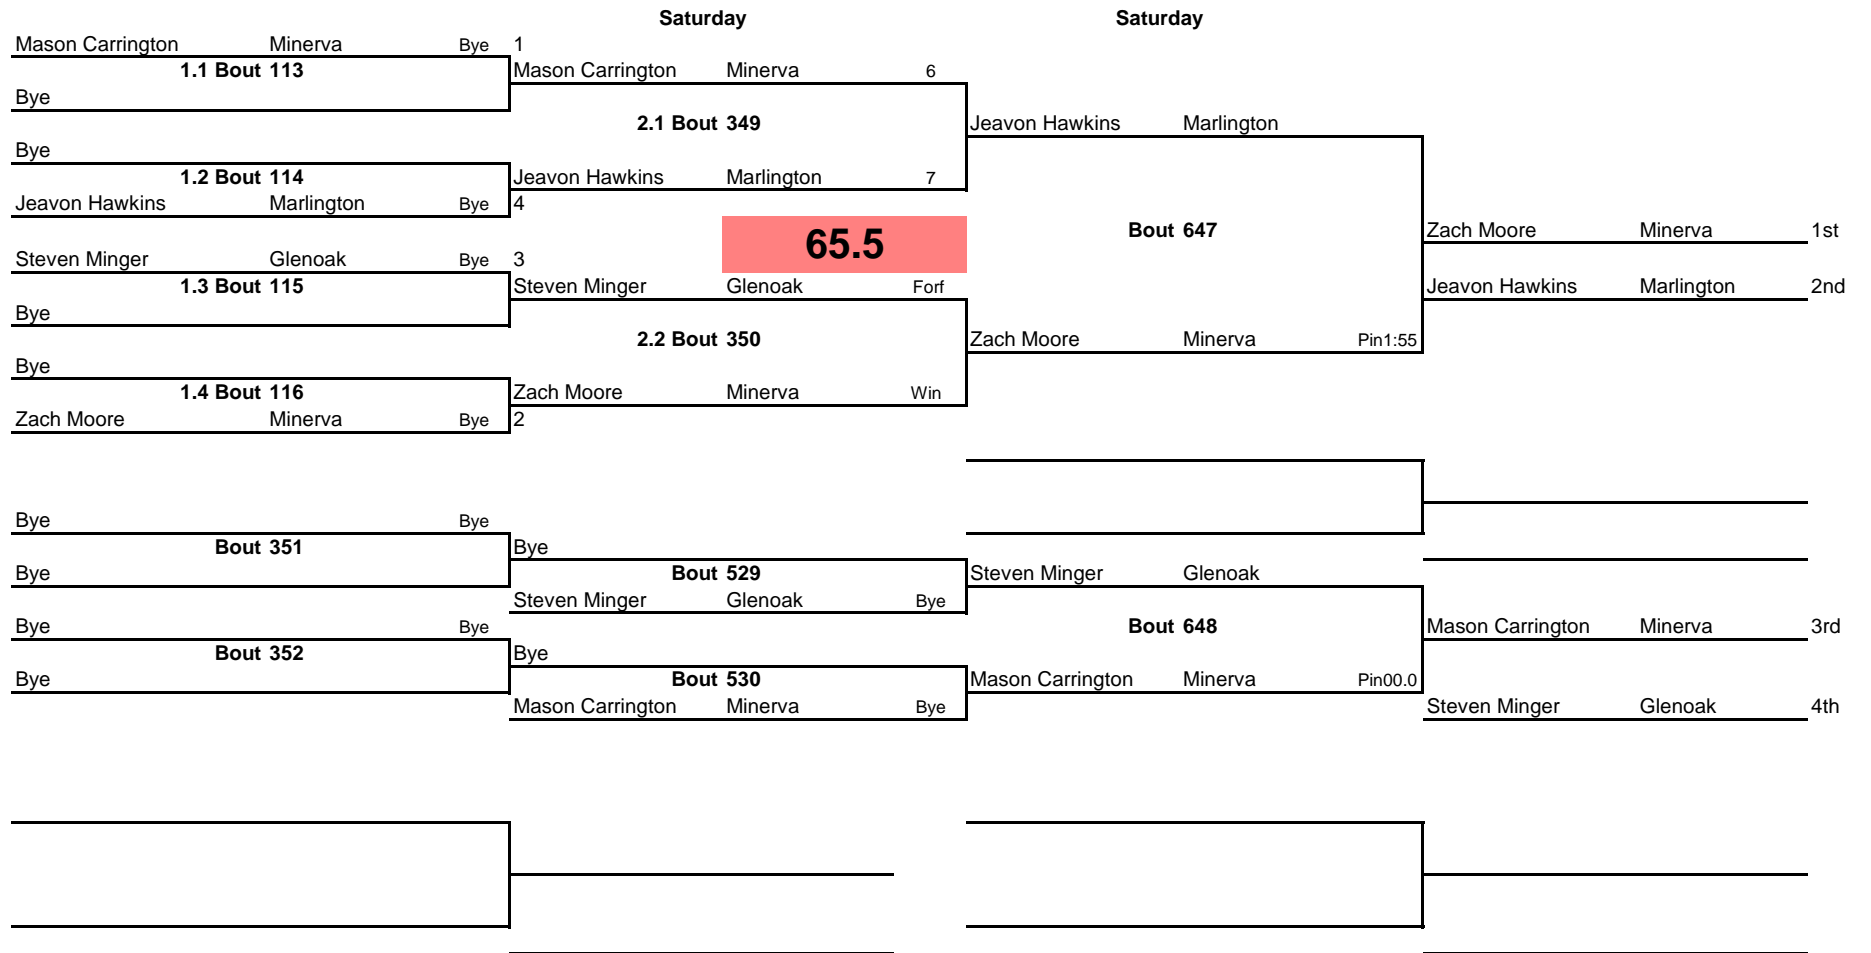 Saturday Saturday
Mason Carrington Minerva Bye 1
1.1 Bout 113 Mason Carrington Minerva 6
Bye
2.1 Bout 349 Jeavon Hawkins Marlington
Bye
1.2 Bout 114 Jeavon Hawkins Marlington 7
Jeavon Hawkins Marlington Bye 4
65.5 Bout 647 Zach Moore Minerva 1st
Steven Minger Glenoak Bye 3
1.3 Bout 115 Steven Minger Glenoak Forf Jeavon Hawkins Marlington 2nd
Bye
2.2 Bout 350 Zach Moore Minerva Pin1:55
Bye
1.4 Bout 116 Zach Moore Minerva Win
Zach Moore Minerva Bye 2
Bye Bye
Bout 351 Bye
Bye Bout 529 Steven Minger Glenoak
Steven Minger Glenoak Bye
Bye Bye Bout 648 Mason Carrington Minerva 3rd
Bout 352 Bye
Bye Bout 530 Mason Carrington Minerva Pin00.0
Mason Carrington Minerva Bye Steven Minger Glenoak 4th